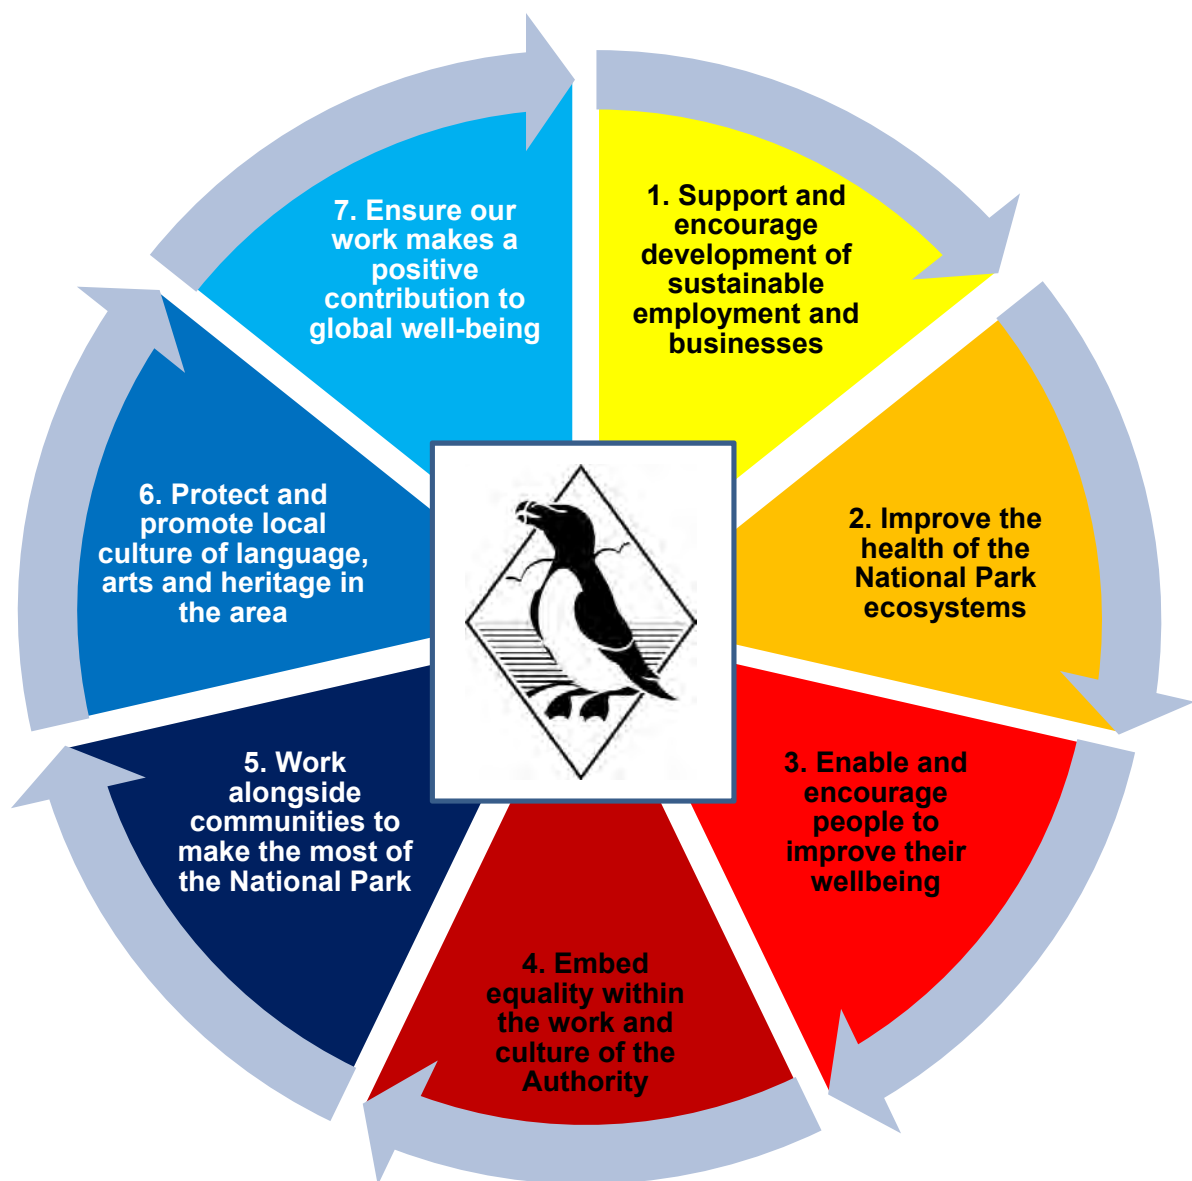 1. Support and
encourage
development of
sustainable
employment and
businesses
2. Improve the
health of the
National Park
ecosystems
3. Enable and
encourage
people to
improve their
wellbeing
4. Embed
equality within
the work and
culture of the
Authority
5. Work
alongside
communities to
make the most of
the National Park
6. Protect and
promote local
culture of language,
arts and heritage in
the area
7. Ensure our
work makes a
positive
contribution to
global well-being